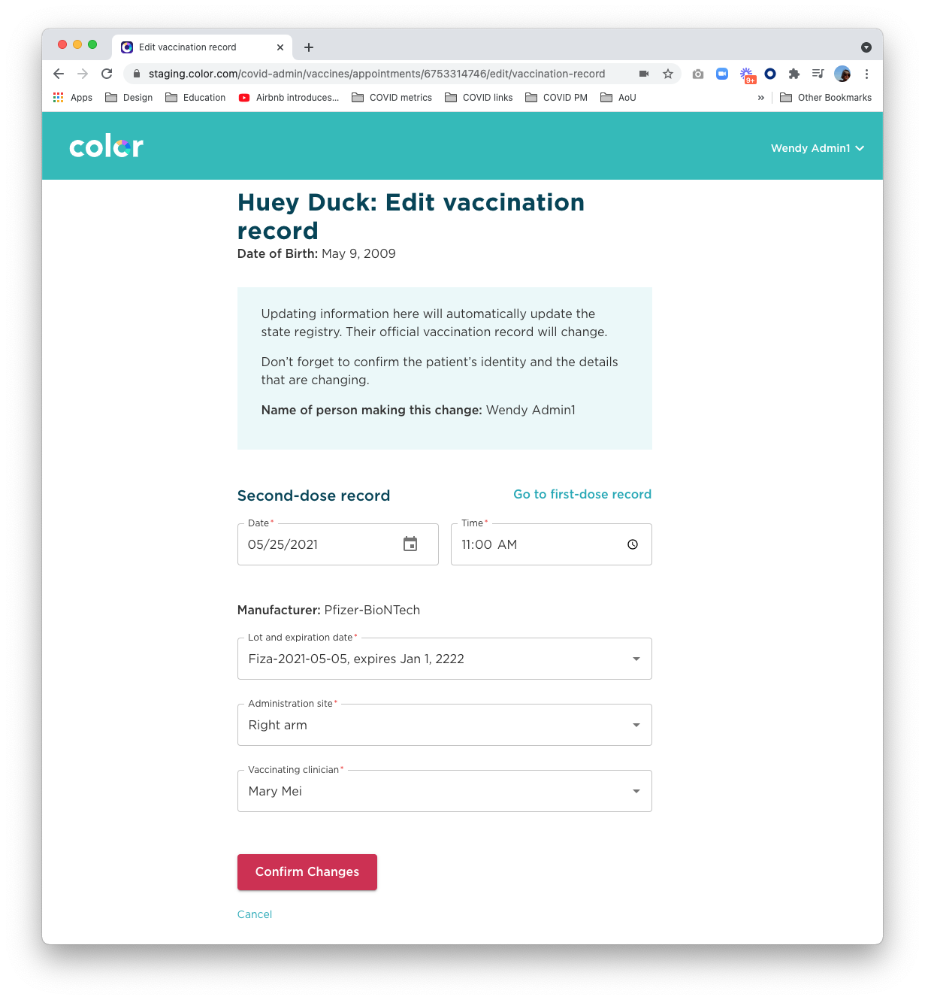 Edit vaccination record
staging.color.com/covid-admin/vaccines/appointments/6753314746/edit/vaccination-record
9+
Apps Design Education Airbnb introduces... COVID metrics COVID links COVID PM AoU » Other Bookmarks
color
Wendy Admin1
Huey Duck: Edit vaccination
record
Date of Birth: May 9, 2009
Updating information here will automatically update the
state registry. Their official vaccination record will change.
Don’t forget to confirm the patient’s identity and the details
that are changing.
Name of person making this change: Wendy Admin1
Second-dose record
Go to first-dose record
Date*
Time*
05/25/2021
11:00 AM
Manufacturer: Pfizer-BioNTech
Lot and expiration date*
Fiza-2021-05-05, expires Jan 1, 2222
Administration site*
Right arm
Vaccinating clinician*
Mary Mei
Confirm Changes
Cancel